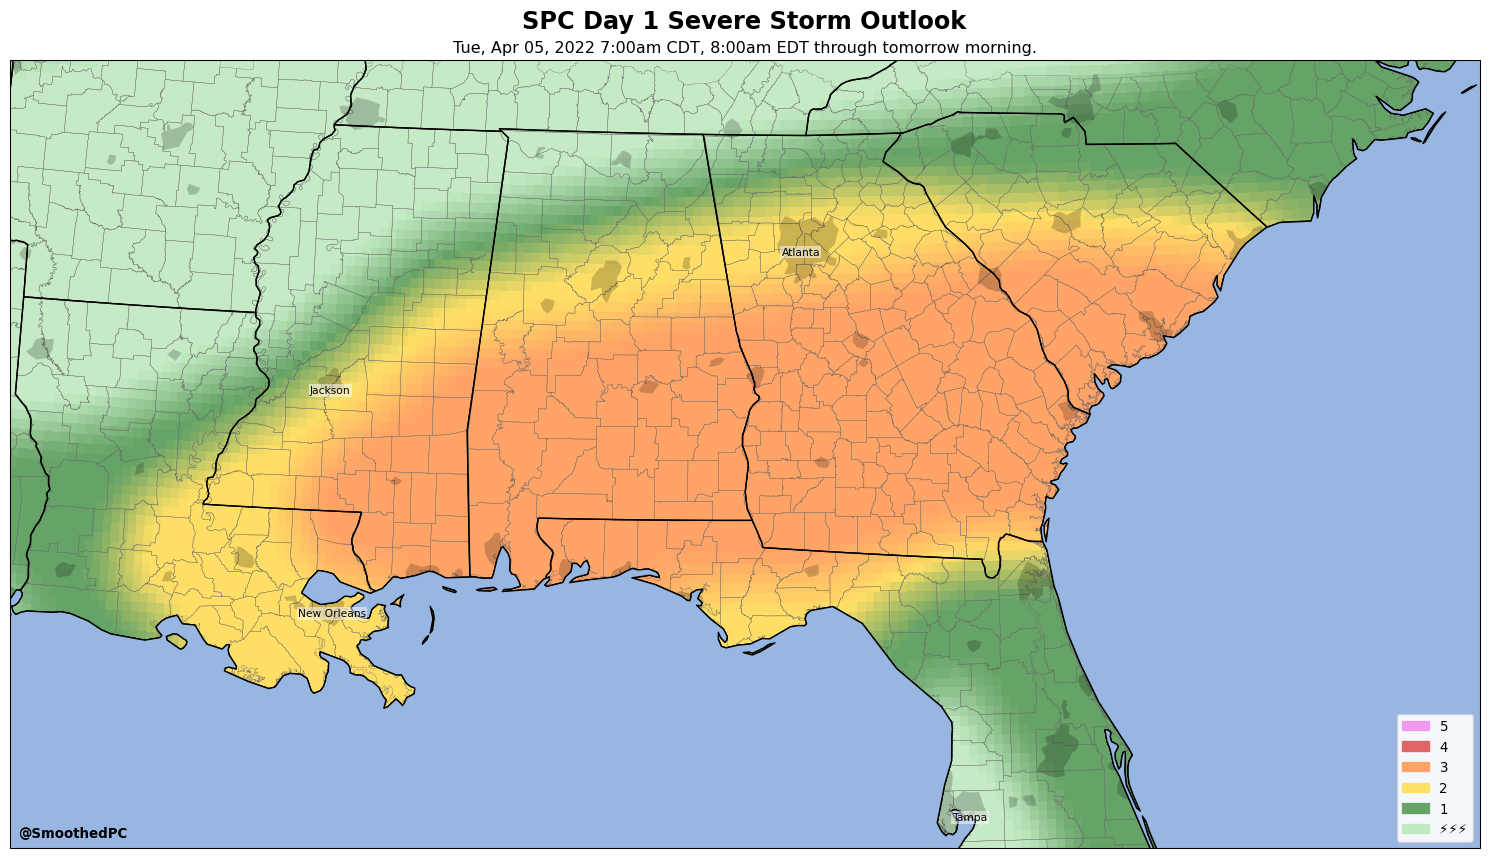 SPC Day 1 Severe Storm Outlook
Tue, Apr 05, 2022 7:00am CDT, 8:00am EDT through tomorrow morning.
Atlanta
Jackson
New Orleans
Tampa
5
4
3
2
1
⚡⚡⚡
@SmoothedPC